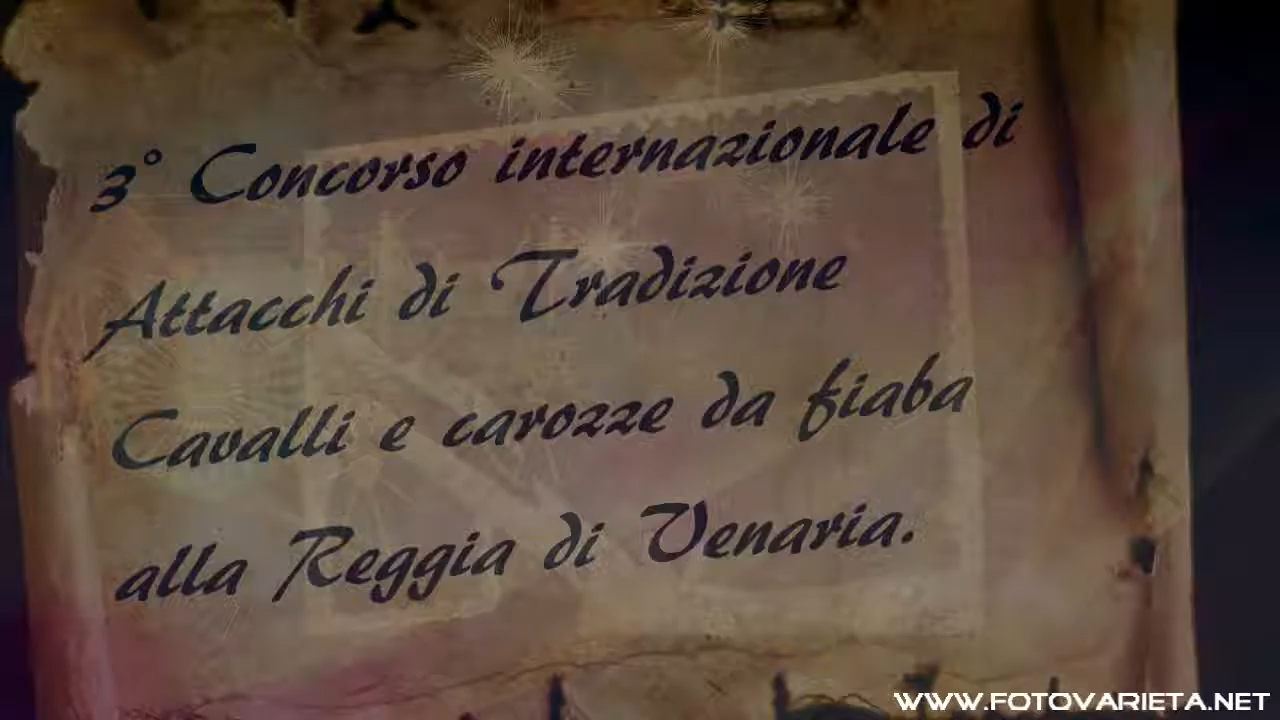 3° Concorso internazionale di
Attacchi di Tradizione
Cavalli e carozze da fiaba
alla Reggia di Venaria.
WWW.FOTOVARIETA.NET